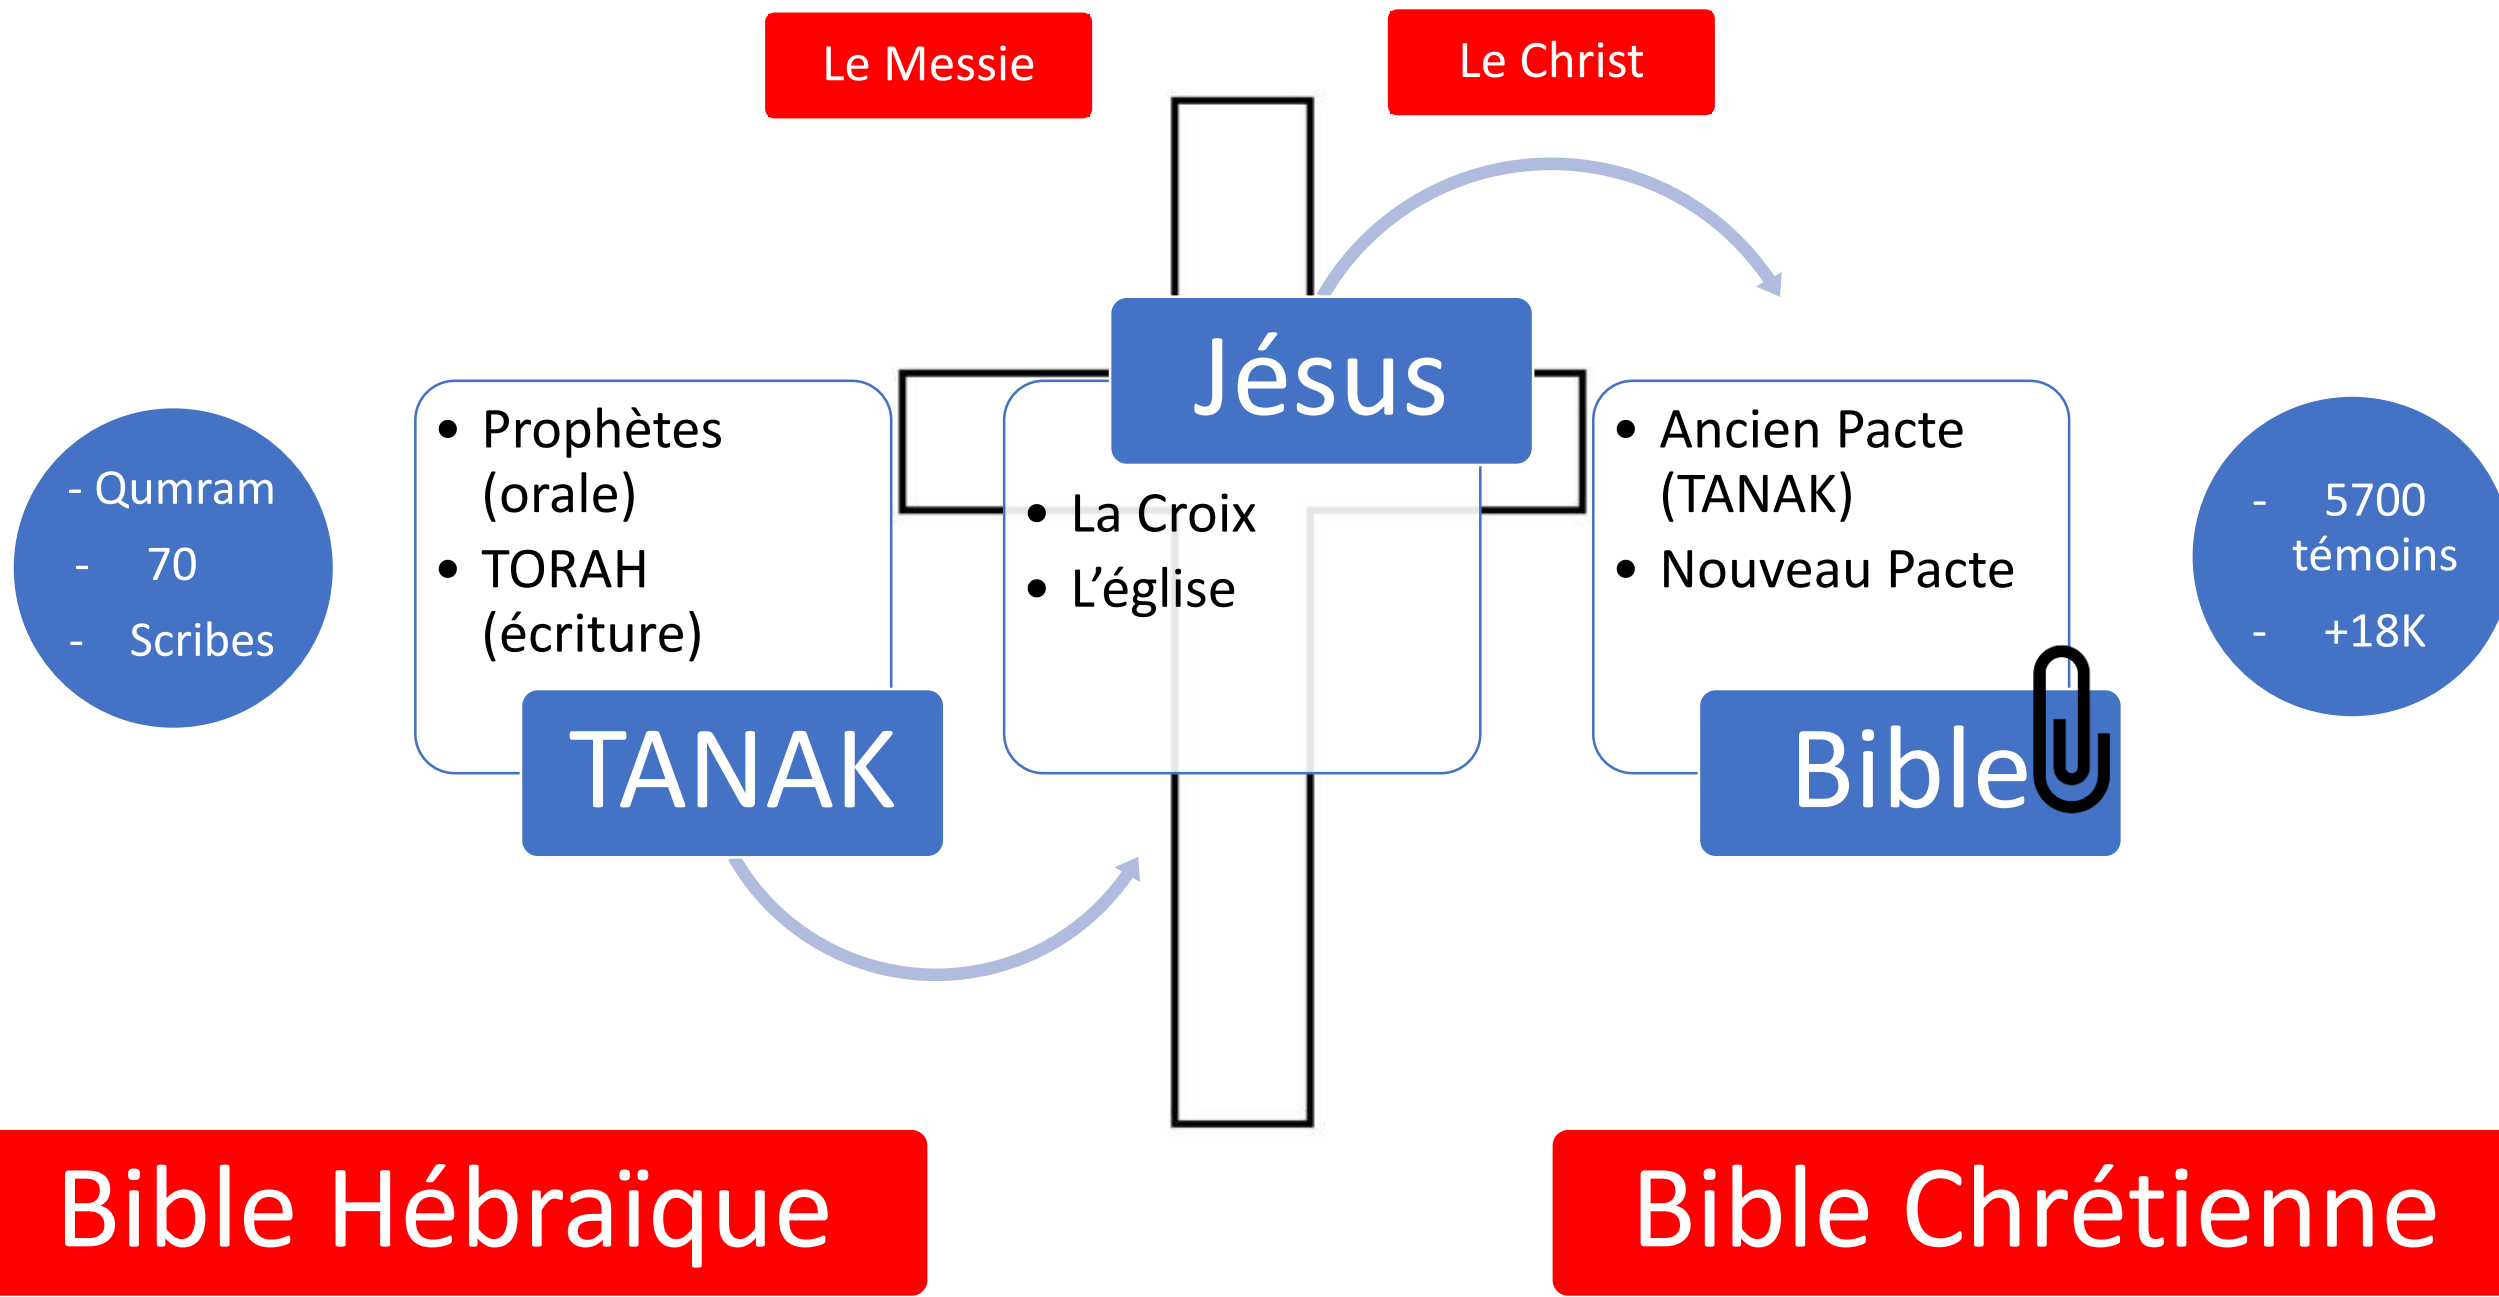 Le Messie
Le Christ
Jésus
- Qumram
- 70
- Scribes
• Prophètes
(orale)
• TORAH
(écriture)
TANAK
• La Croix
• L’église
• Ancien Pacte
(TANAK)
• Nouveau Pacte
Bible
- 5700
témoins
- +18K
Bible Hébraïque
Bible Chrétienne